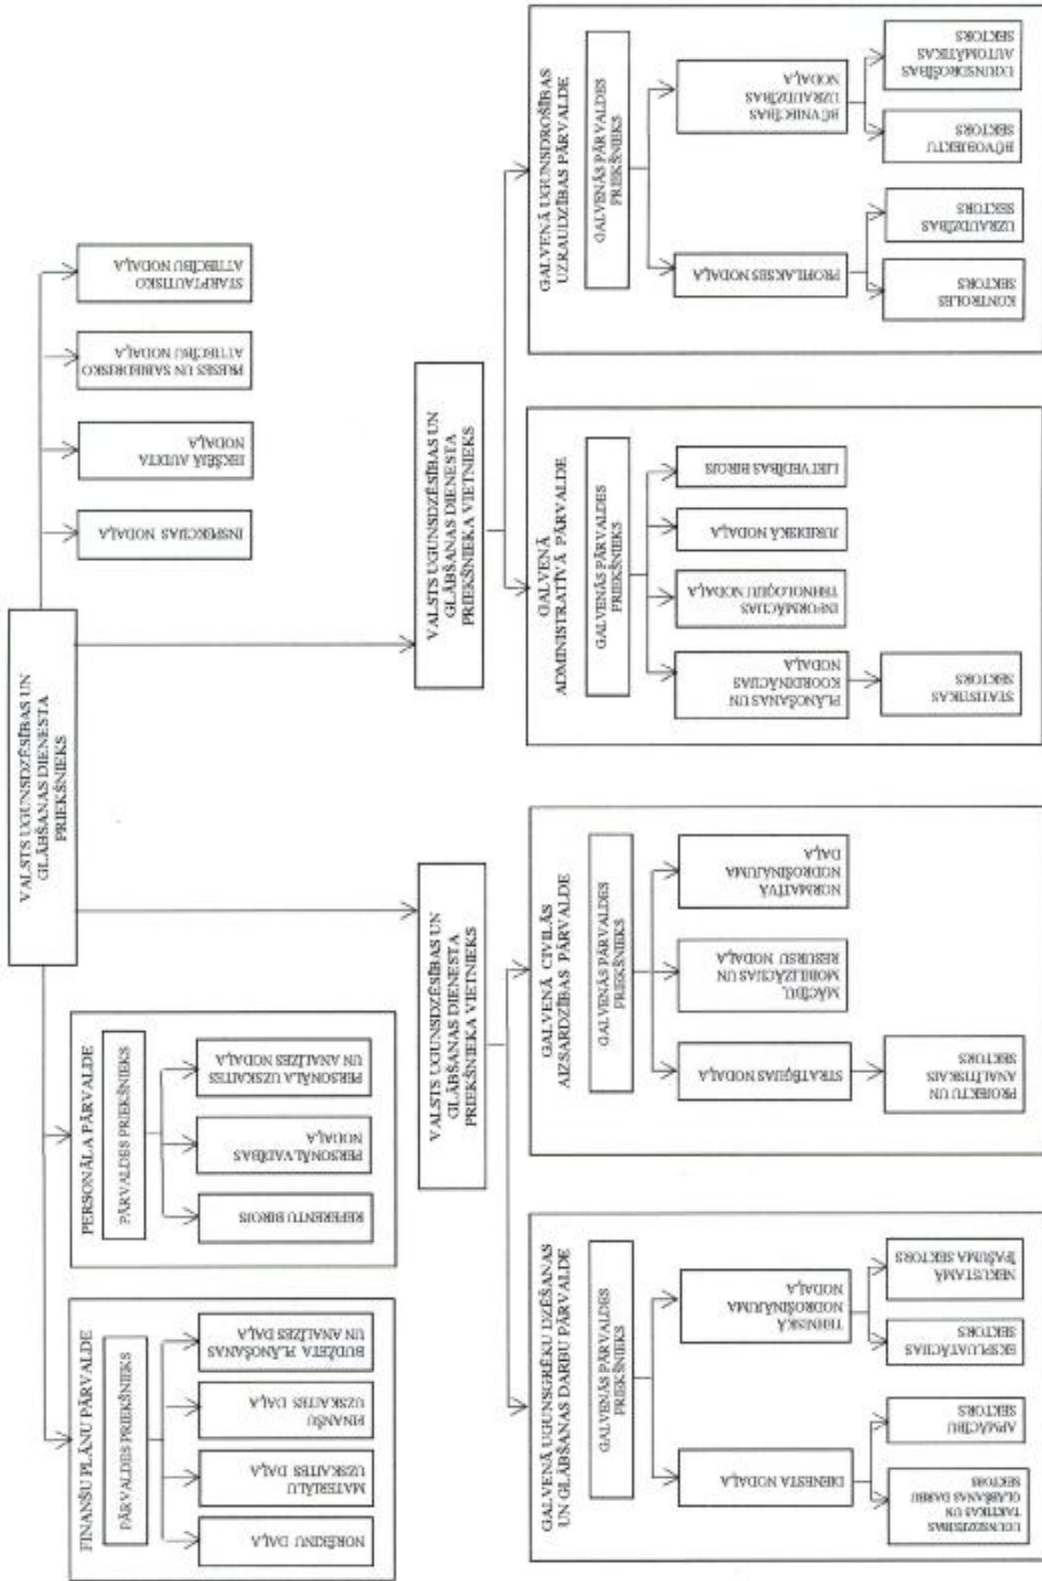 VALSTS UGUNSDZĒSĪBAS UN
GLĀBŠANAS DIENESTA
PRIEKŠNIEKS
FINANŠU PLĀNU PĀRVALDE
PĀRVALDES PRIEKŠNIEKS
NORĒĶINU DAĻA
MATERIĀLU
UZSKAITES DAĻA
FINANŠU
UZSKAITES DAĻA
BUDŽETA PLĀNOŠANAS
UN ANALĪZES DAĻA
PERSONĀLA PĀRVALDE
PĀRVALDES PRIEKŠNIEKS
REFERENTU BIROJS
PERSONĀLVADĪBAS
NODAĻA
PERSONĀLA UZSKAITES
UN ANALĪZES NODAĻA
INSPEKCIJAS NODAĻA
IEKŠĒJĀ AUDITA
NODAĻA
PRESES UN SABIEDRISKO
ATTIECĪBU NODAĻA
STARPTAUTISKO
ATTIECĪBU NODAĻA
VALSTS UGUNSDZĒSĪBAS UN
GLĀBŠANAS DIENESTA
PRIEKŠNIEKA VIETNIEKS
VALSTS UGUNSDZĒSĪBAS UN
GLĀBŠANAS DIENESTA
PRIEKŠNIEKA VIETNIEKS
GALVENĀ UGUNSGRĒKU DZĒŠANAS
UN GLĀBŠANAS DARBU PĀRVALDE
GALVENĀS PĀRVALDES
PRIEKŠNIEKS
DIENESTA NODAĻA
UGUNSDZĒSĪBAS
TAKTIKAS UN
GLĀBŠANAS DARBU
SEKTORS
APMĀCĪBU
SEKTORS
TEHNISKĀ
NODROŠINĀJUMA
NODAĻA
EKSPLUATĀCIJAS
SEKTORS
NEKUSTAMĀ
ĪPAŠUMA SEKTORS
GALVENĀ CIVILĀS
AIZSARDZĪBAS PĀRVALDE
GALVENĀS PĀRVALDES
PRIEKŠNIEKS
STRATĒĢIJAS NODAĻA
PROJEKTU UN
ANALĪTISKAIS
SEKTORS
MĀCĪBU,
MOBILIZĀCIJAS UN
RESURSU NODAĻA
NORMATĪVĀ
NODROŠINĀJUMA
DAĻA
GALVENĀ
ADMINISTRATĪVĀ PĀRVALDE
GALVENĀS PĀRVALDES
PRIEKŠNIEKS
PLĀNOŠANAS UN
KOORDINĀCIJAS
NODAĻA
STATISTIKAS
SEKTORS
INFORMĀCIJAS
TEHNOLOĢIJU NODAĻA
JURIDISKĀ NODAĻA
LIETVEDĪBAS BIROJS
GALVENĀ UGUNSDROŠĪBAS
UZRAUDZĪBAS PĀRVALDE
GALVENĀS PĀRVALDES
PRIEKŠNIEKS
PROFILAKSES NODAĻA
KONTROLES
SEKTORS
UZRAUDZĪBAS
SEKTORS
BŪVNIECĪBAS
UZRAUDZĪBAS
NODAĻA
BŪVOBJEKTU
SEKTORS
UGUNSDROŠĪBAS
AUTOMĀTIKAS
SEKTORS